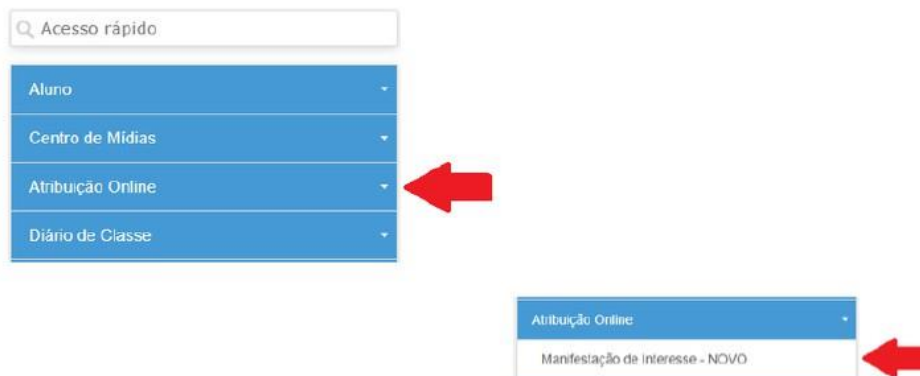 Acesso rápido
Aluno
Centro de Mídias
Atribuição Online
Diário de Classe
Atribuição Online
Manifestação de Interesse - NOVO